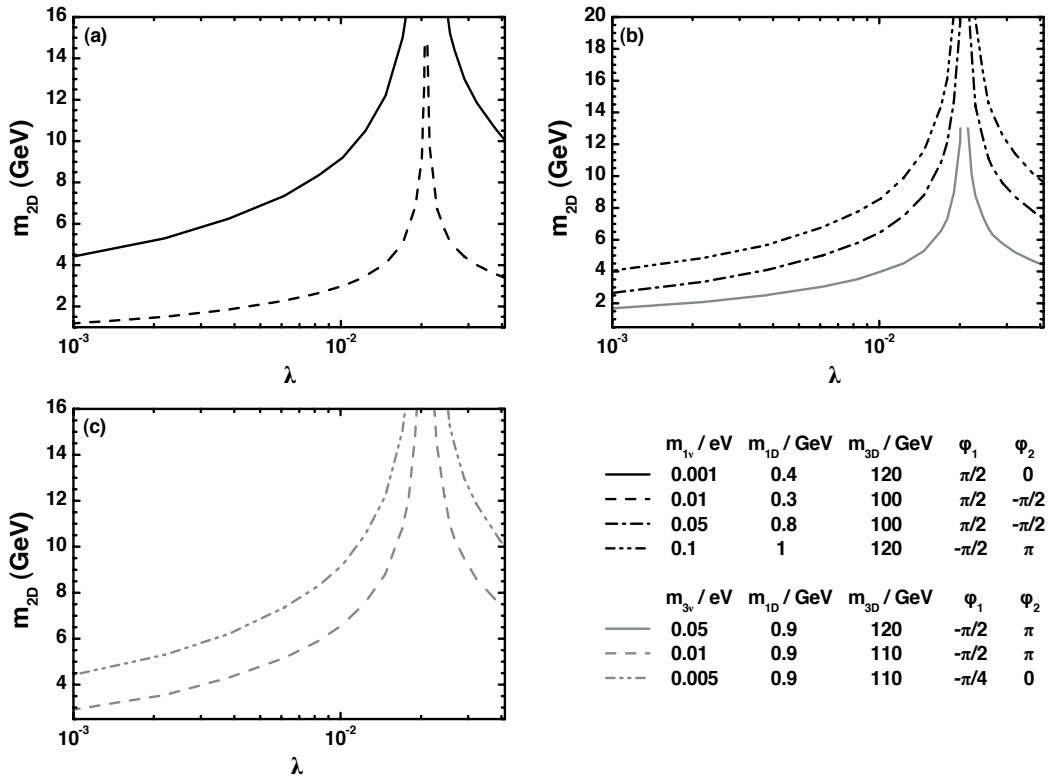 (a)
16
14
12
10
8
6
4
2
m2D (GeV)
10-3
10-2
λ
(b)
20
18
16
14
12
10
8
6
4
2
m2D (GeV)
10-3
10-2
λ
(c)
16
14
12
10
8
6
4
m2D (GeV)
10-3
10-2
λ
m1ν / eV m1D / GeV m3D / GeV φ1 φ2
0.001 0.4 120 π/2 0
0.01 0.3 100 π/2 -π/2
0.05 0.8 100 π/2 -π/2
0.1 1 120 -π/2 π
m3ν / eV m1D / GeV m3D / GeV φ1 φ2
0.05 0.9 120 -π/2 π
0.01 0.9 110 -π/2 π
0.005 0.9 110 -π/4 0